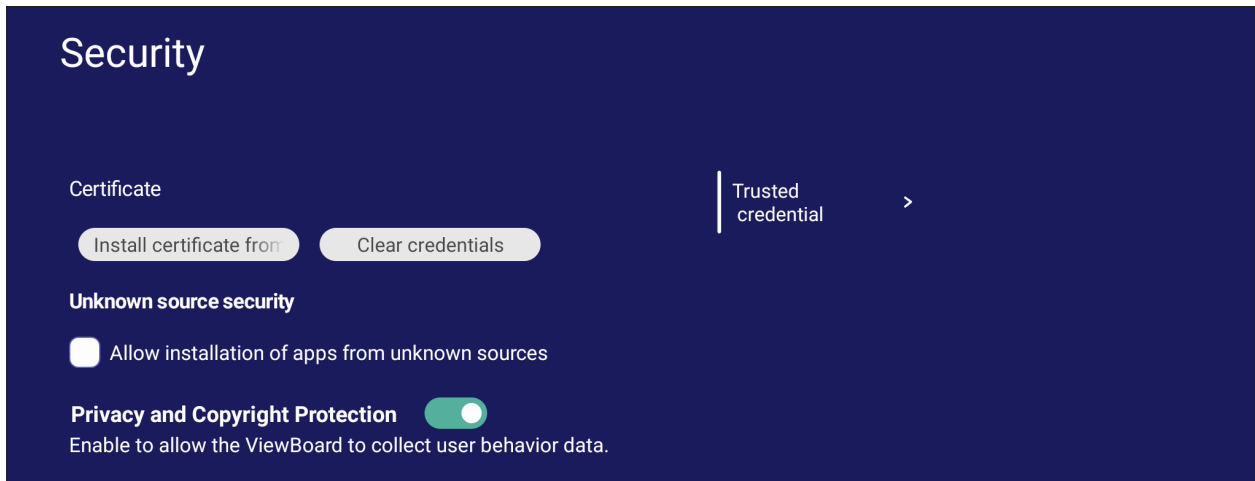 Security
Certificate
Trusted
credential
Install certificate from
Clear credentials
Unknown source security
Allow installation of apps from unknown sources
Privacy and Copyright Protection
Enable to allow the ViewBoard to collect user behavior data.